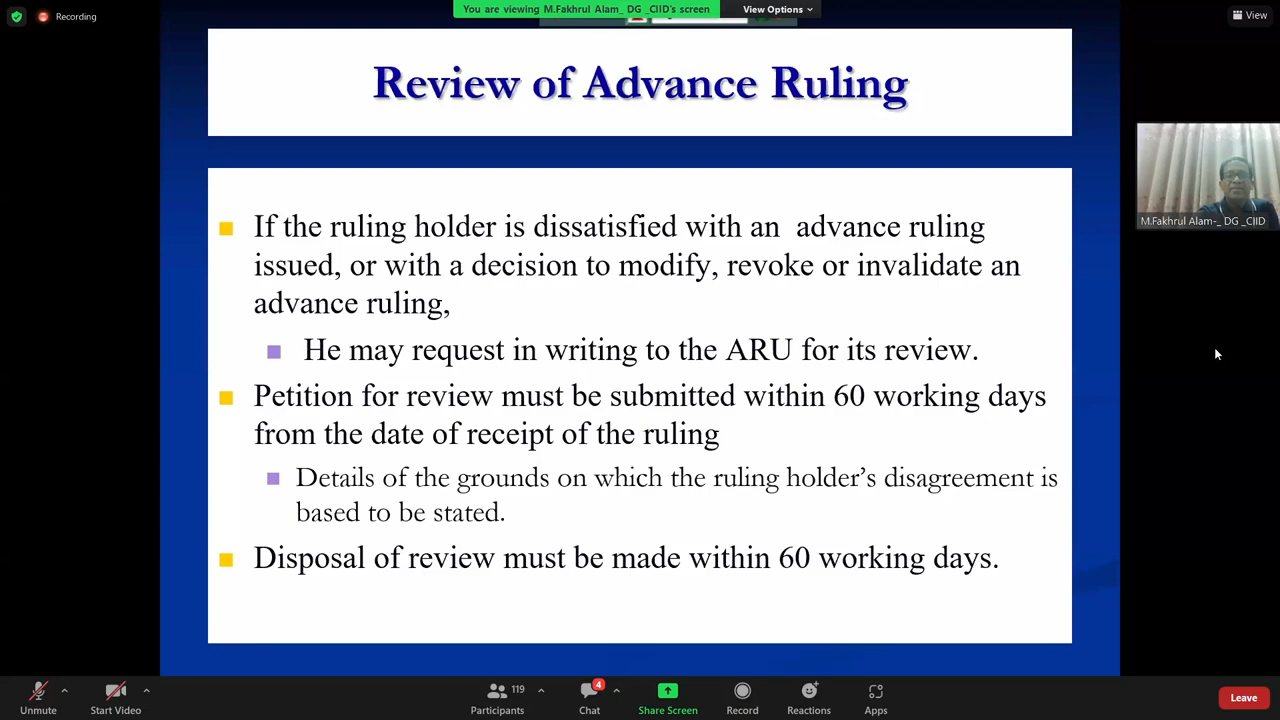 Recording
You are viewing M.Fakhrul Alam_ DG _CIID's screen
View Options
View
Review of Advance Ruling
If the ruling holder is dissatisfied with an advance ruling
issued, or with a decision to modify, revoke or invalidate an
advance ruling,
He may request in writing to the ARU for its review.
Petition for review must be submitted within 60 working days
from the date of receipt of the ruling
Details of the grounds on which the ruling holder’s disagreement is
based to be stated.
Disposal of review must be made within 60 working days.
M.Fakhrul Alam-_ DG _CIID
Unmute
Start Video
119
Participants
4
Chat
Share Screen
Record
Reactions
Apps
Leave